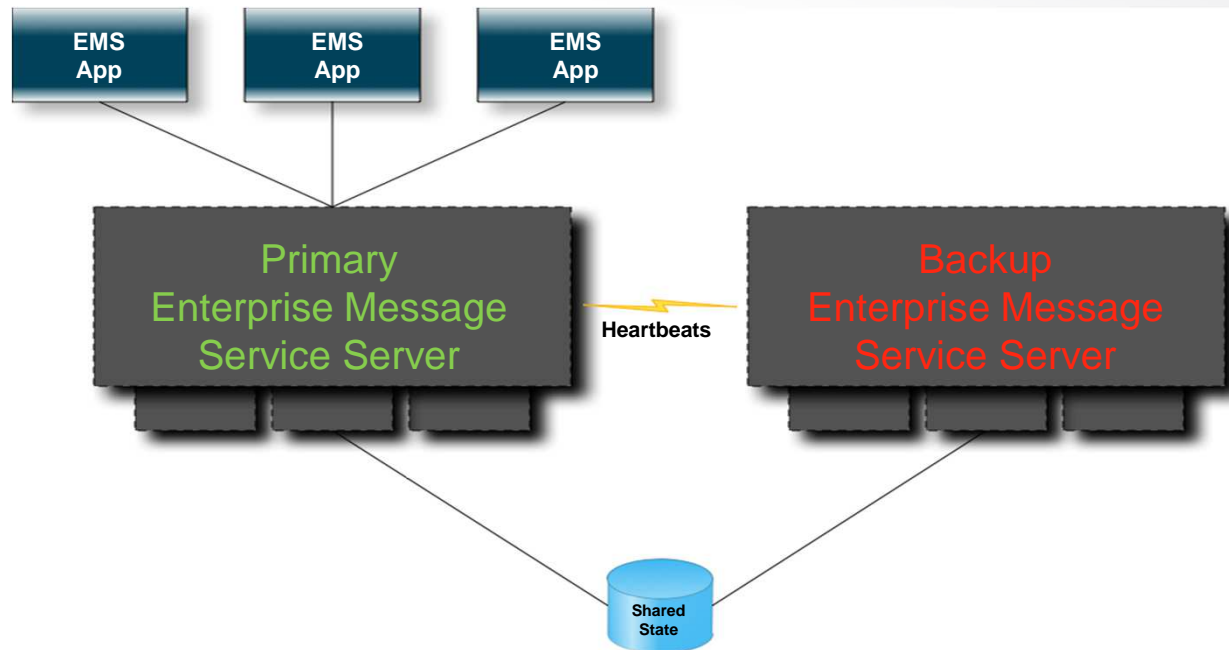 EMS
App
EMS
App
EMS
App
Primary
Enterprise Message
Service Server
Heartbeats
Backup
Enterprise Message
Service Server
Shared
State